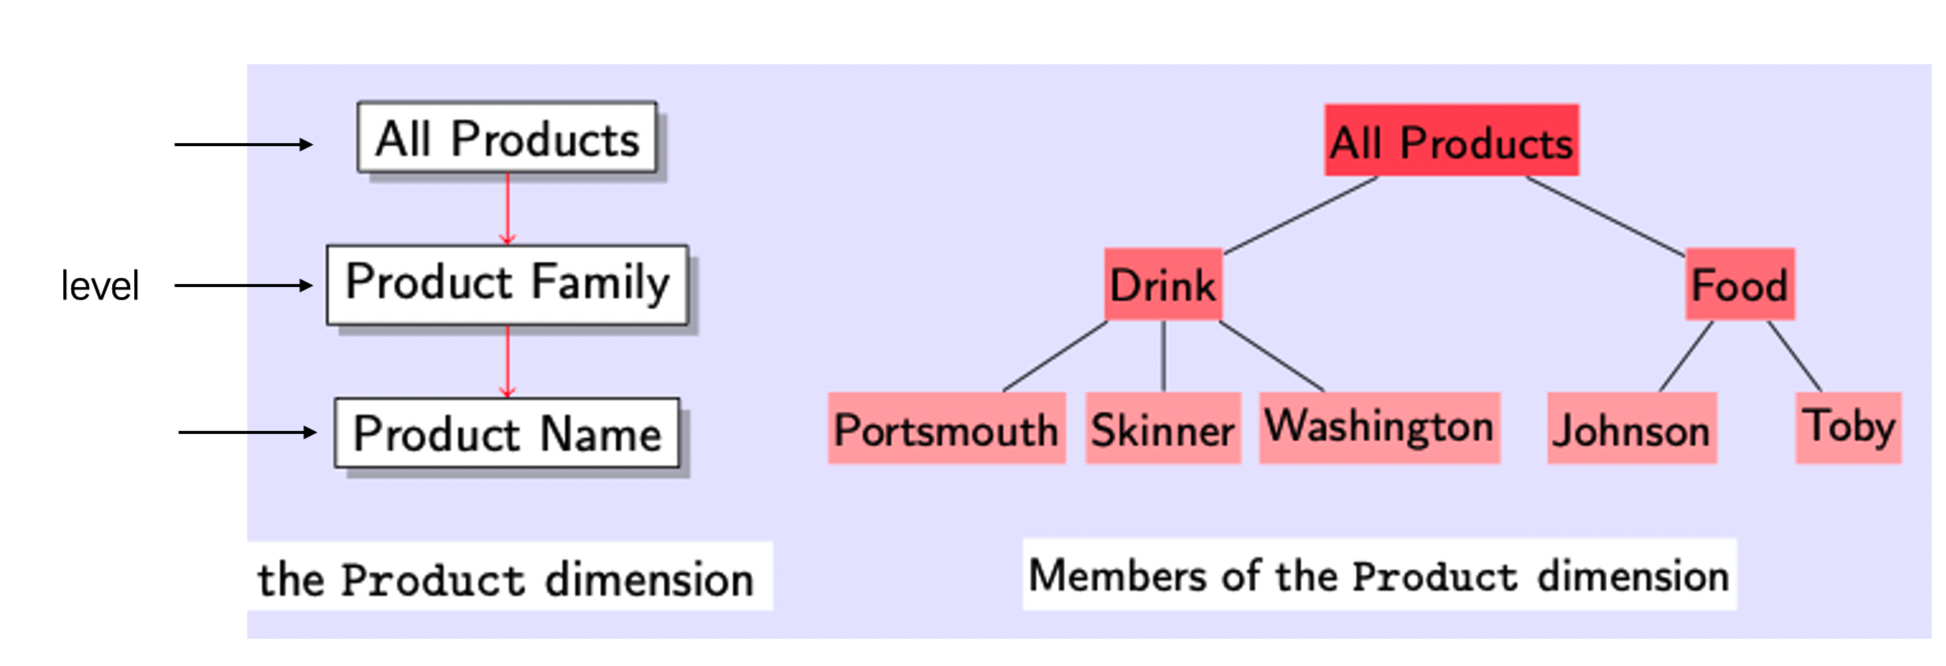 All Products
level
Product Family
Product Name
the Product dimension
All Products
Drink
Food
Portsmouth
Skinner
Washington
Johnson
Toby
Members of the Product dimension